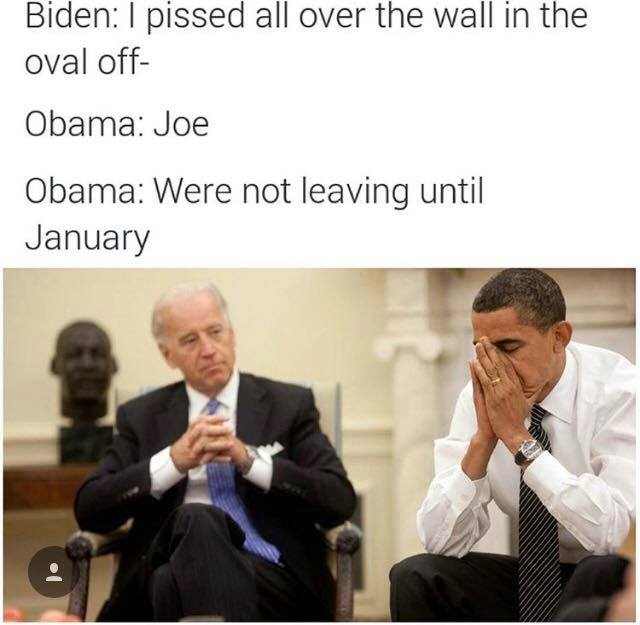 Biden: I pissed all over the wall in the
oval off-
Obama: Joe
Obama: Were not leaving until
January